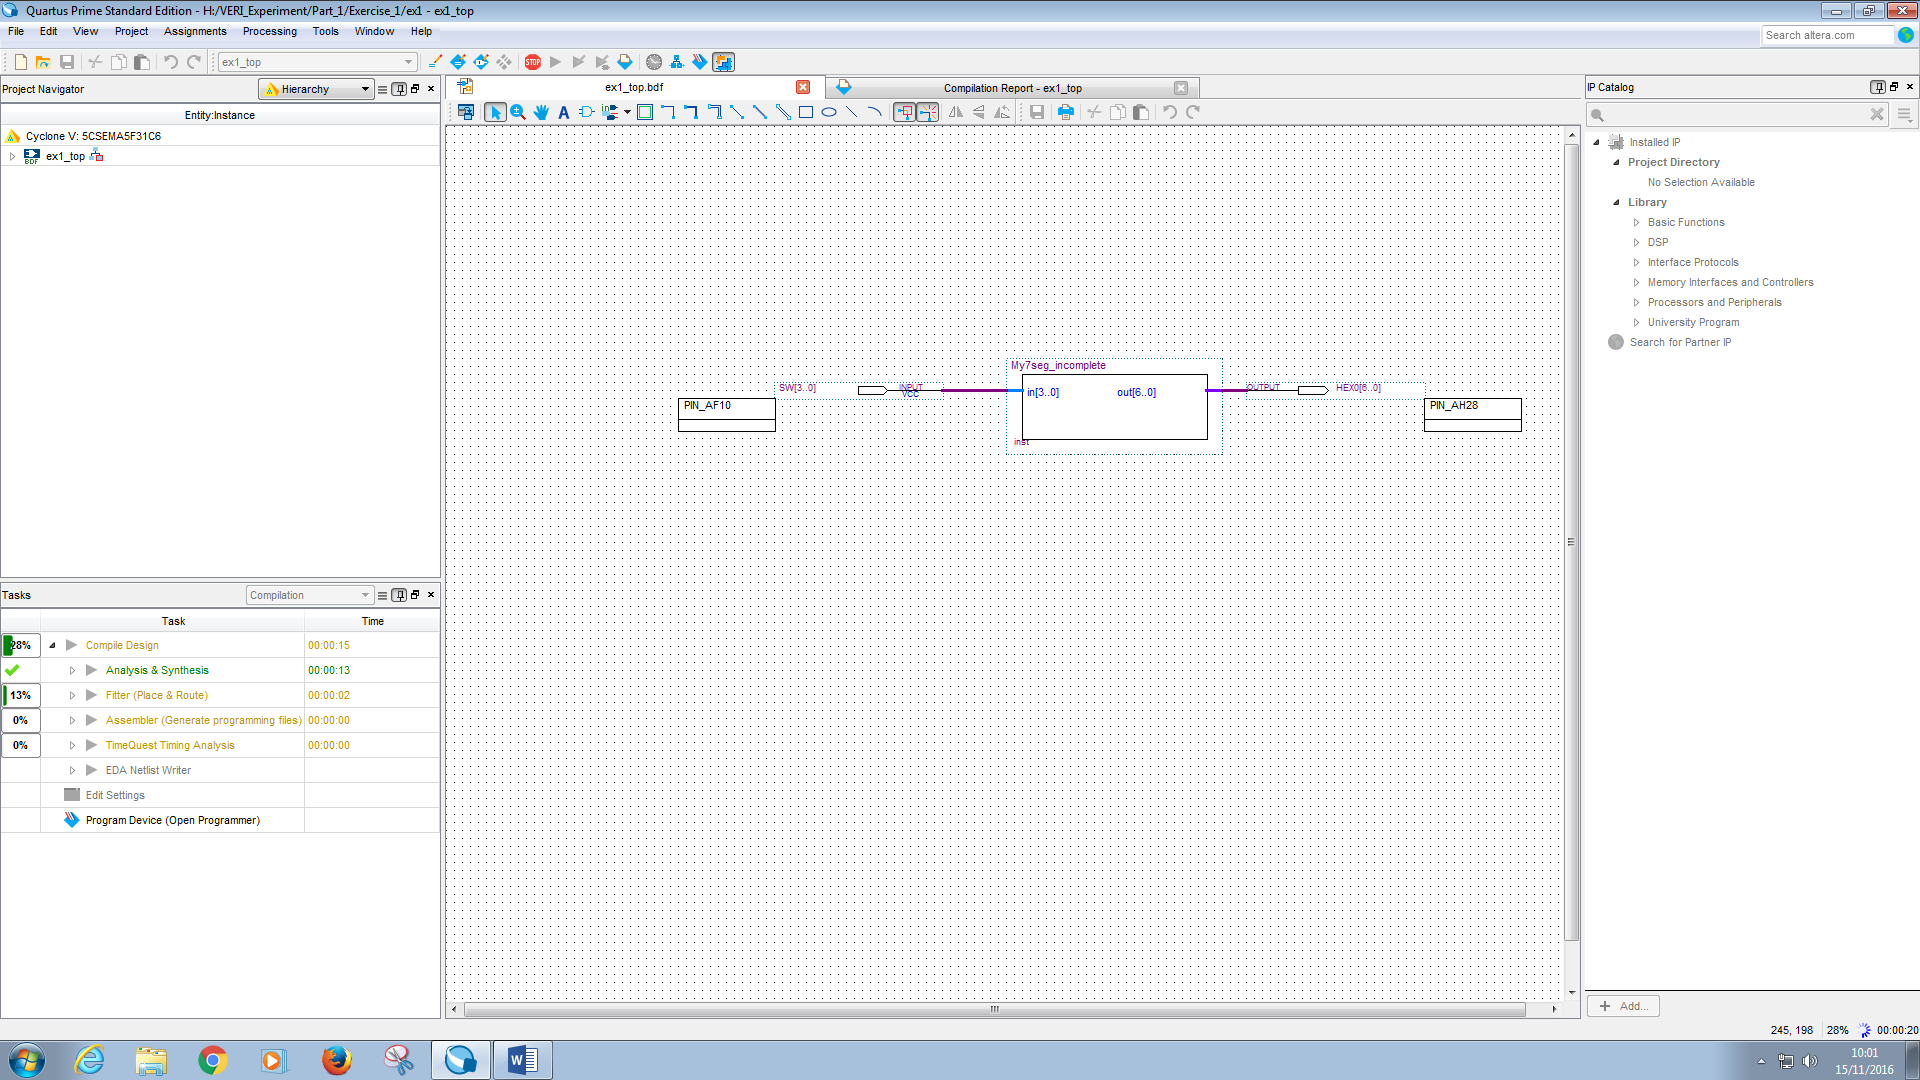 Quartus Prime Standard Edition - H:/VERI_Experiment/Part_1/Exercise_1/ex1 - ex1_top
File Edit View Project Assignments Processing Tools Window Help
Search altera.com
ex1_top
STOP
Project Navigator
Hierarchy
Entity:Instance
Cyclone V: 5CSEMA5F31C6
BDF ex1_top
Tasks
Compilation
Task Time
28% Compile Design 00:00:15
Analysis & Synthesis 00:00:13
13% Fitter (Place & Route) 00:00:02
0% Assembler (Generate programming files) 00:00:00
0% TimeQuest Timing Analysis 00:00:00
EDA Netlist Writer
Edit Settings
Program Device (Open Programmer)
ex1_top.bdf
Compilation Report - ex1_top
A
My7seg_incomplete
SW[3..0]
INPUT
VCC
in[3..0]
out[6..0]
OUTPUT
HEX0[6..0]
PIN_AF10
PIN_AH28
inst
IP Catalog
Installed IP
Project Directory
No Selection Available
Library
Basic Functions
DSP
Interface Protocols
Memory Interfaces and Controllers
Processors and Peripherals
University Program
Search for Partner IP
Add...
245, 198 28% 00:00:20
10:01
15/11/2016